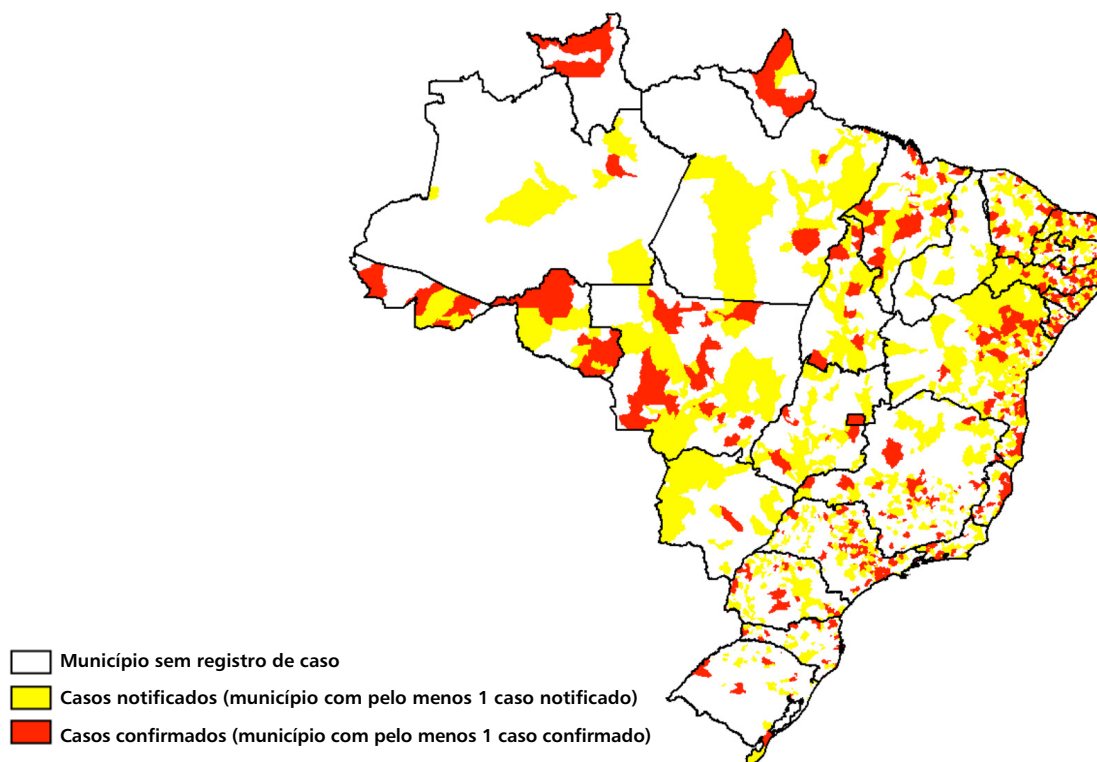 Município sem registro de caso
Casos notificados (município com pelo menos 1 caso notificado)
Casos confirmados (município com pelo menos 1 caso confirmado)